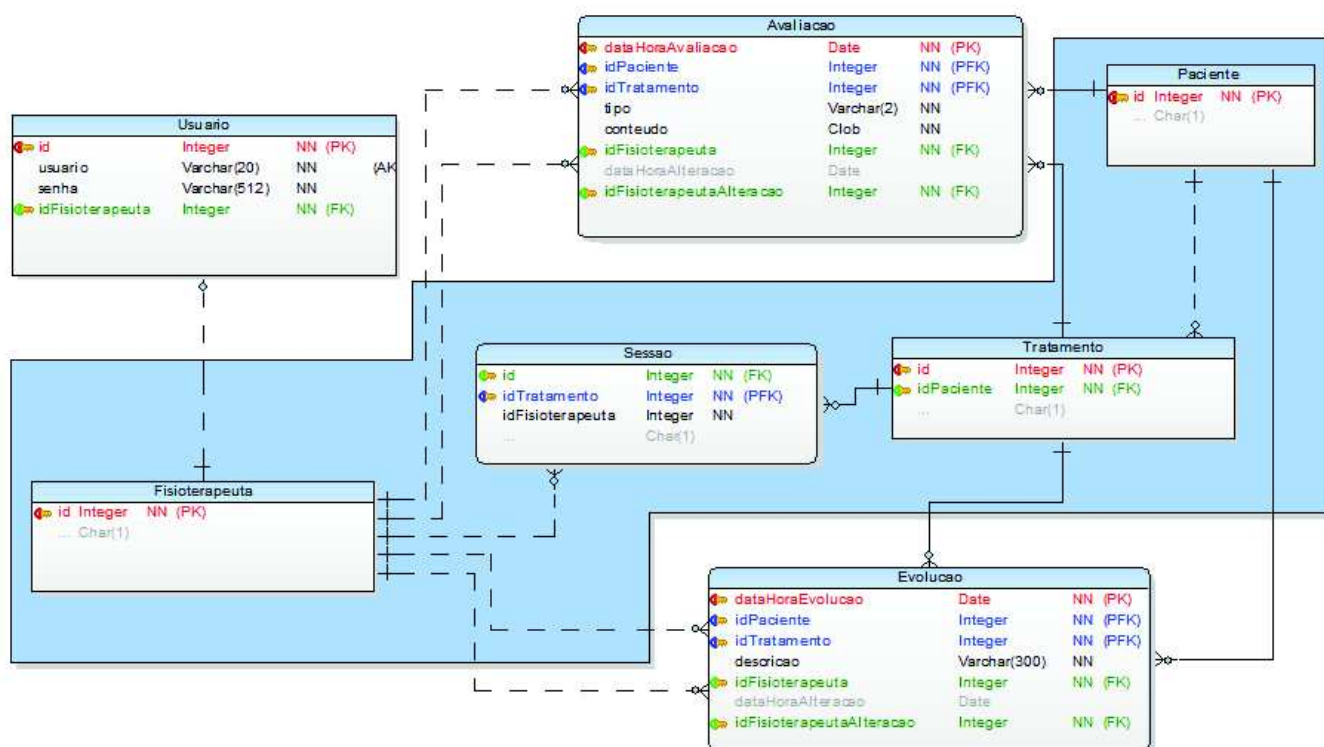 Avaliacao
dataHoraAvaliacao Date NN (PK)
idPaciente Integer NN (PFK)
idTratamento Integer NN (PFK)
tipo Varchar(2) NN
conteudo Clob NN
idFisioterapeuta Integer NN (FK)
dataHoraAlteracao Date
idFisioterapeutaAlteracao Integer NN (FK)
Paciente
id Integer NN (PK)
... Char(1)
Usuario
id Integer NN (PK)
usuario Varchar(20) NN (AK
senha Varchar(512) NN
idFisioterapeuta Integer NN (FK)
Sessao
id Integer NN (FK)
idTratamento Integer NN (PFK)
idFisioterapeuta Integer NN
... Char(1)
Tratamento
id Integer NN (PK)
idPaciente Integer NN (FK)
... Char(1)
Fisioterapeuta
id Integer NN (PK)
... Char(1)
Evolucao
dataHoraEvolucao Date NN (PK)
idPaciente Integer NN (PFK)
idTratamento Integer NN (PFK)
descricao Varchar(300) NN
idFisioterapeuta Integer NN (FK)
dataHoraAlteracao Date
idFisioterapeutaAlteracao Integer NN (FK)